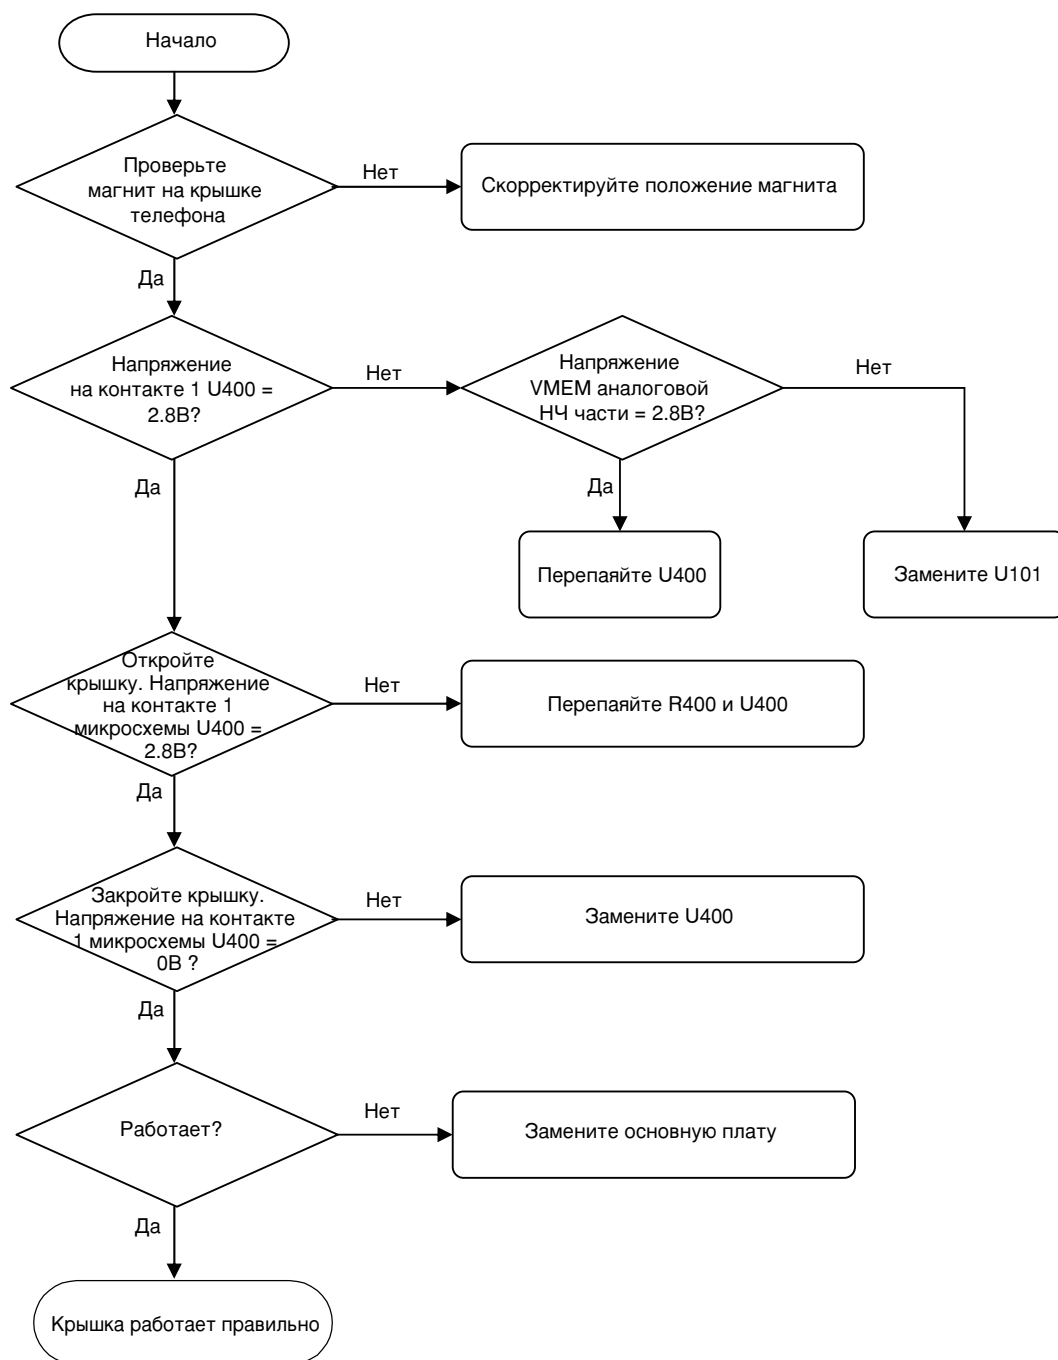 Начало
Проверьте
магнит на крышке
телефона
Нет
Скорректируйте положение магнита
Да
Напряжение
на контакте 1 U400 =
2.8В?
Нет
Напряжение
VMEM аналоговой
НЧ части = 2.8В?
Нет
Да
Да
Перепаяйте U400
Замените U101
Откройте
крышку. Напряжение
на контакте 1
микросхемы U400 =
2.8В?
Нет
Перепаяйте R400 и U400
Да
Закройте крышку.
Напряжение на контакте
1 микросхемы U400 =
0В ?
Нет
Замените U400
Да
Работает?
Нет
Замените основную плату
Да
Крышка работает правильно